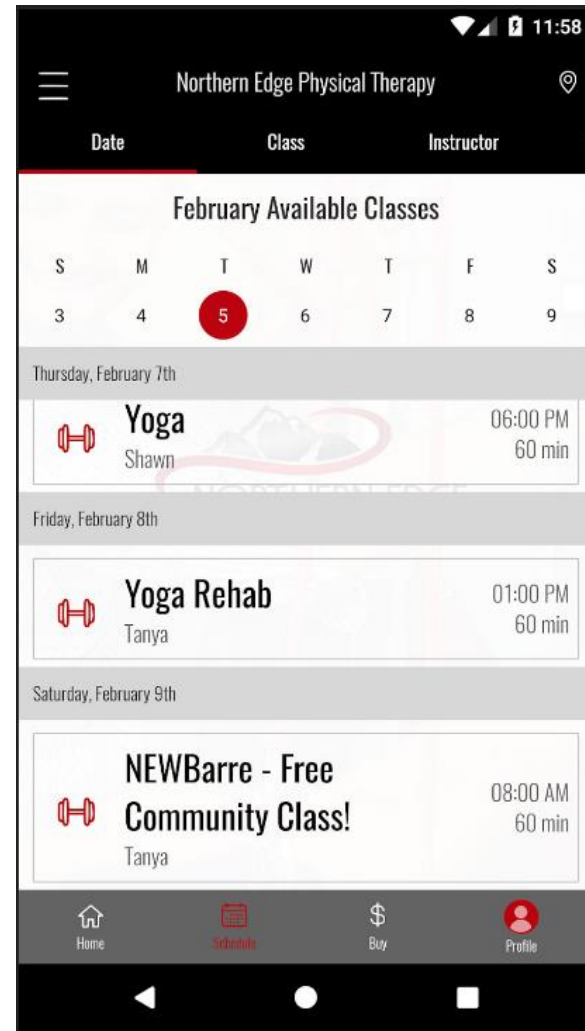 11:58
Northern Edge Physical Therapy
Date Class Instructor
February Available Classes
S M T W T F S
3 4 5 6 7 8 9
Thursday, February 7th
Yoga 06:00 PM
Shawn 60 min
NORTHERN EDGE
Friday, February 8th
Yoga Rehab 01:00 PM
Tanya 60 min
Saturday, February 9th
NEWBarre - Free
Community Class! 08:00 AM
60 min
Tanya
Home Schedule Buy Profile